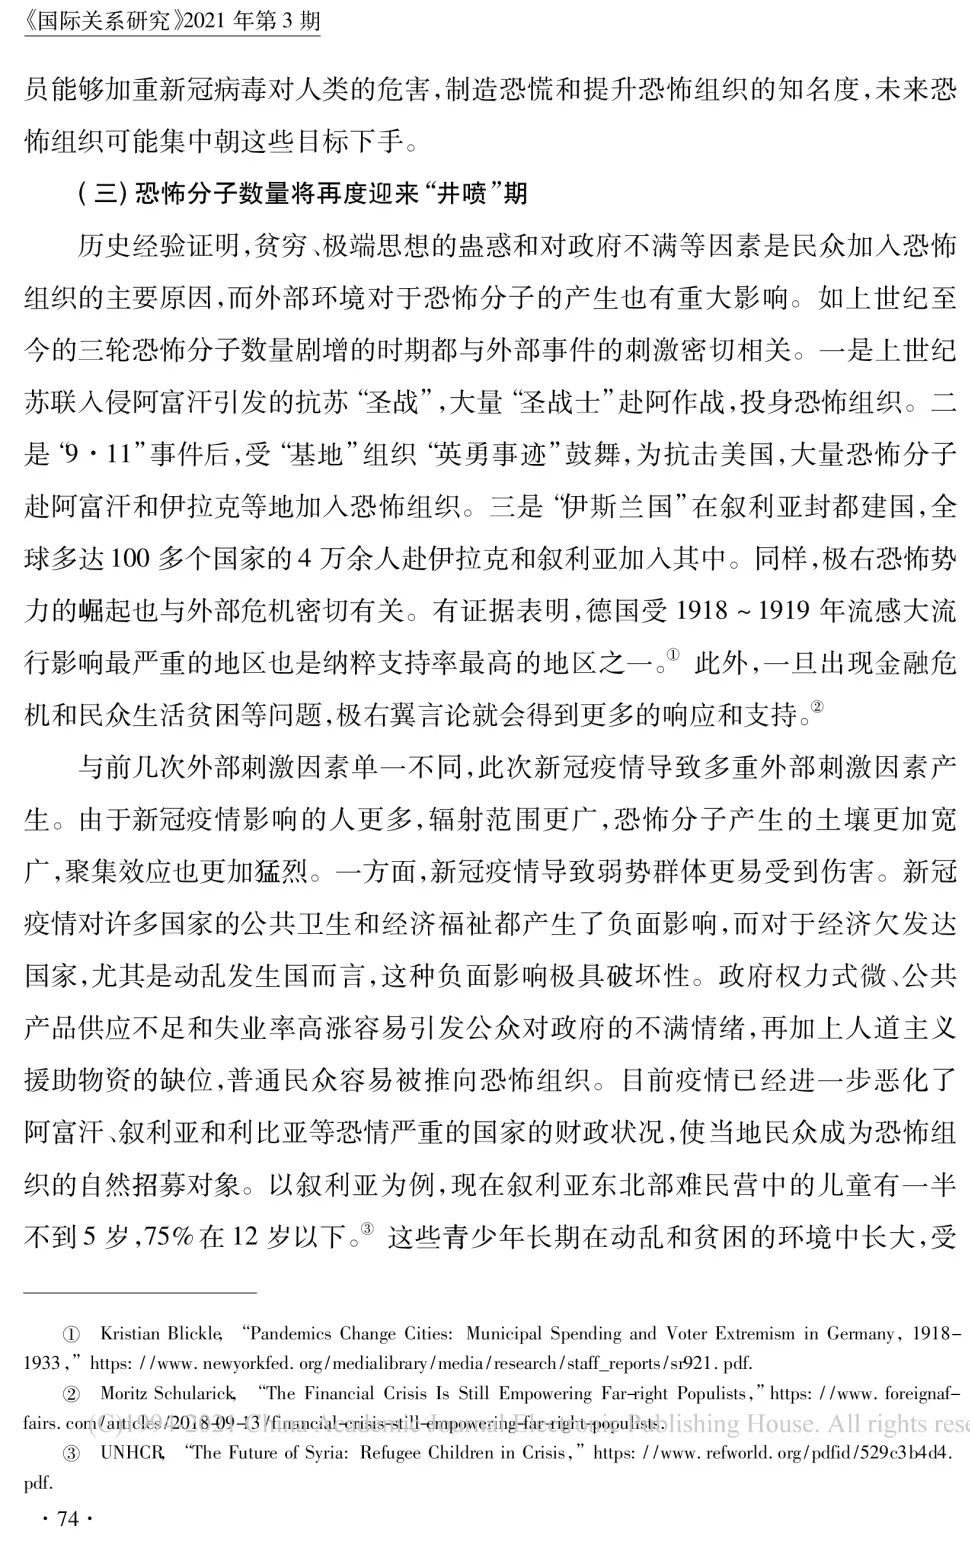 《国际关系研究》2021 年第 3 期
员能够加重新冠病毒对人类的危害,制造恐慌和提升恐怖组织的知名度,未来恐
怖组织可能集中朝这些目标下手。
(三)恐怖分子数量将再度迎来“井喷”期
历史经验证明,贫穷、极端思想的蛊惑和对政府不满等因素是民众加入恐怖
组织的主要原因,而外部环境对于恐怖分子的产生也有重大影响。如上世纪至
今的三轮恐怖分子数量剧增的时期都与外部事件的刺激密切相关。一是上世纪
苏联入侵阿富汗引发的抗苏“圣战”,大量“圣战士”赴阿作战,投身恐怖组织。二
是“9·11”事件后,受“基地”组织“英勇事迹”鼓舞,为抗击美国,大量恐怖分子
赴阿富汗和伊拉克等地加入恐怖组织。三是“伊斯兰国”在叙利亚封都建国,全
球多达 100 多个国家的 4 万余人赴伊拉克和叙利亚加入其中。同样,极右恐怖势
力的崛起也与外部危机密切有关。有证据表明,德国受 1918 ~ 1919 年流感大流
行影响最严重的地区也是纳粹支持率最高的地区之一。① 此外,一旦出现金融危
机和民众生活贫困等问题,极右翼言论就会得到更多的响应和支持。②
与前几次外部刺激因素单一不同,此次新冠疫情导致多重外部刺激因素产
生。由于新冠疫情影响的人更多,辐射范围更广,恐怖分子产生的土壤更加宽
广,聚集效应也更加猛烈。一方面,新冠疫情导致弱势群体更易受到伤害。新冠
疫情对许多国家的公共卫生和经济福祉都产生了负面影响,而对于经济欠发达
国家,尤其是动乱发生国而言,这种负面影响极具破坏性。政府权力式微、公共
产品供应不足和失业率高涨容易引发公众对政府的不满情绪,再加上人道主义
援助物资的缺位,普通民众容易被推向恐怖组织。目前疫情已经进一步恶化了
阿富汗、叙利亚和利比亚等恐情严重的国家的财政状况,使当地民众成为恐怖组
织的自然招募对象。以叙利亚为例,现在叙利亚东北部难民营中的儿童有一半
不到 5 岁,75% 在 12 岁以下。③ 这些青少年长期在动乱和贫困的环境中长大,受
① Kristian Blickle, “Pandemics Change Cities: Municipal Spending and Voter Extremism in Germany, 1918-
1933,” https://www.newyorkfed.org/medialibrary/media/research/staff_reports/sr921.pdf.
② Moritz Schularick, “The Financial Crisis Is Still Empowering Far-right Populists,” https://www.foreignaf-
fairs.com/articles/2018-09-13/financial-crisis-still-empowering-far-right-populists.
(C)1994-2021 China Academic Journal Electronic Publishing House. All rights rese
③ UNHCR, “The Future of Syria: Refugee Children in Crisis,” https://www.refworld.org/pdfid/529c3b4d4.
pdf.
·74·